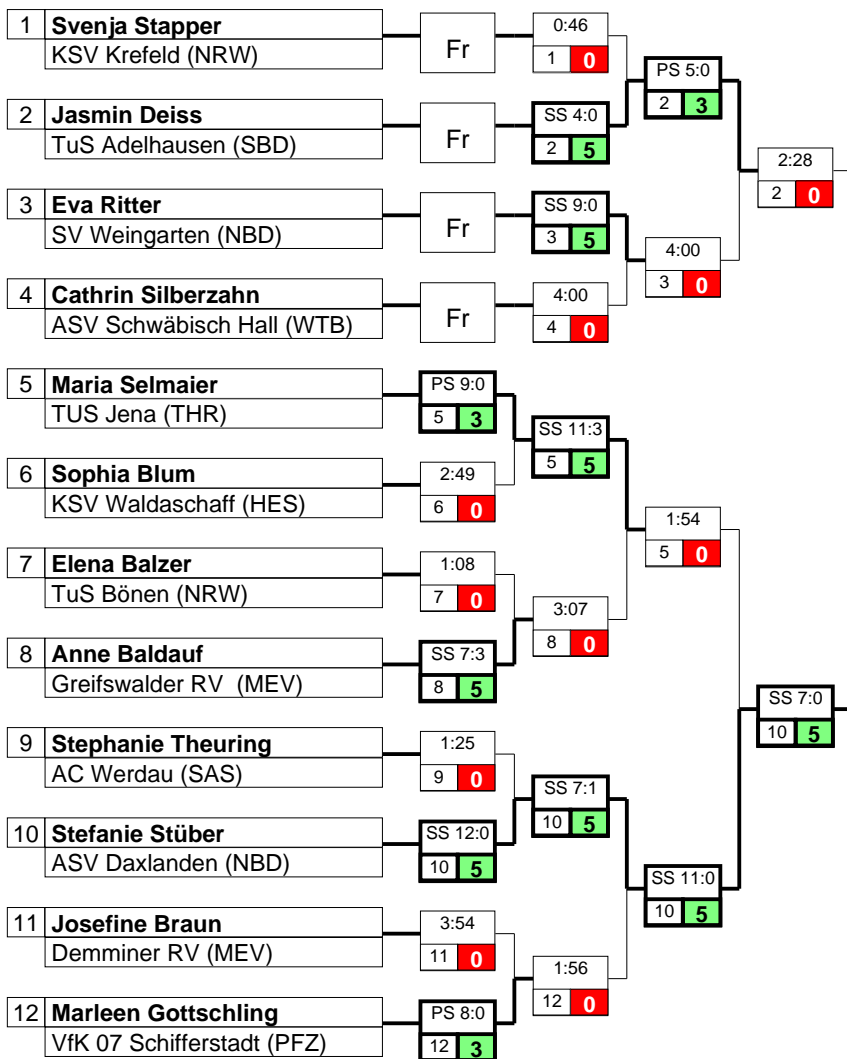 1 Svenja Stapper
KSV Krefeld (NRW)
Fr
0:46
1 0
PS 5:0
2 3
2 Jasmin Deiss
TuS Adelhausen (SBD)
Fr
SS 4:0
2 5
2:28
2 0
3 Eva Ritter
SV Weingarten (NBD)
Fr
SS 9:0
3 5
4:00
3 0
4 Cathrin Silberzahn
ASV Schwäbisch Hall (WTB)
Fr
4:00
4 0
5 Maria Selmaier
TUS Jena (THR)
PS 9:0
5 3
SS 11:3
5 5
6 Sophia Blum
KSV Waldaschaff (HES)
2:49
6 0
1:54
5 0
7 Elena Balzer
TuS Bönen (NRW)
1:08
7 0
3:07
8 0
8 Anne Baldauf
Greifswalder RV (MEV)
SS 7:3
8 5
SS 7:0
10 5
9 Stephanie Theuring
AC Werdau (SAS)
1:25
9 0
SS 7:1
10 5
10 Stefanie Stüber
ASV Daxlanden (NBD)
SS 12:0
10 5
SS 11:0
10 5
11 Josefine Braun
Demminer RV (MEV)
3:54
11 0
1:56
12 0
12 Marleen Gottschling
VfK 07 Schifferstadt (PFZ)
PS 8:0
12 3